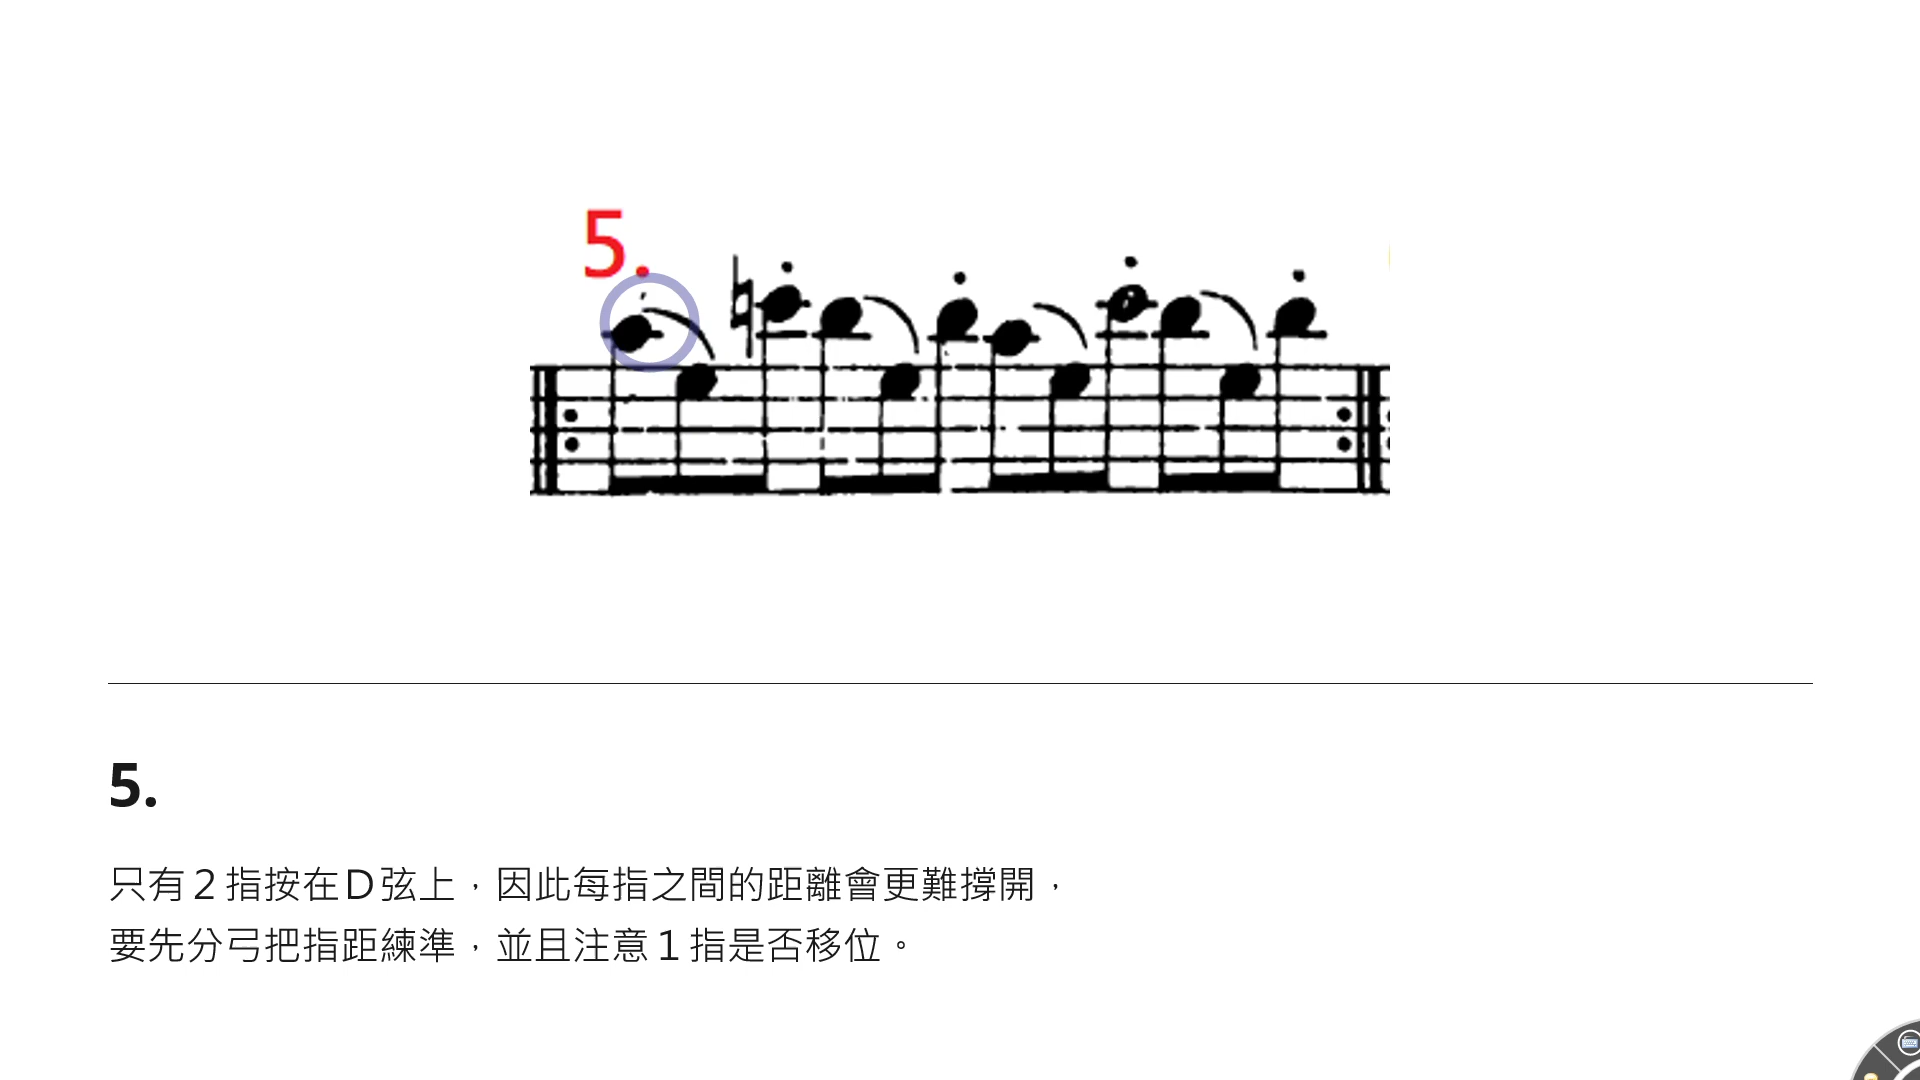 5.
5.
只有2指按在D弦上，因此每指之間的距離會更難撐開，
要先分弓把指距練準，並且注意1指是否移位。